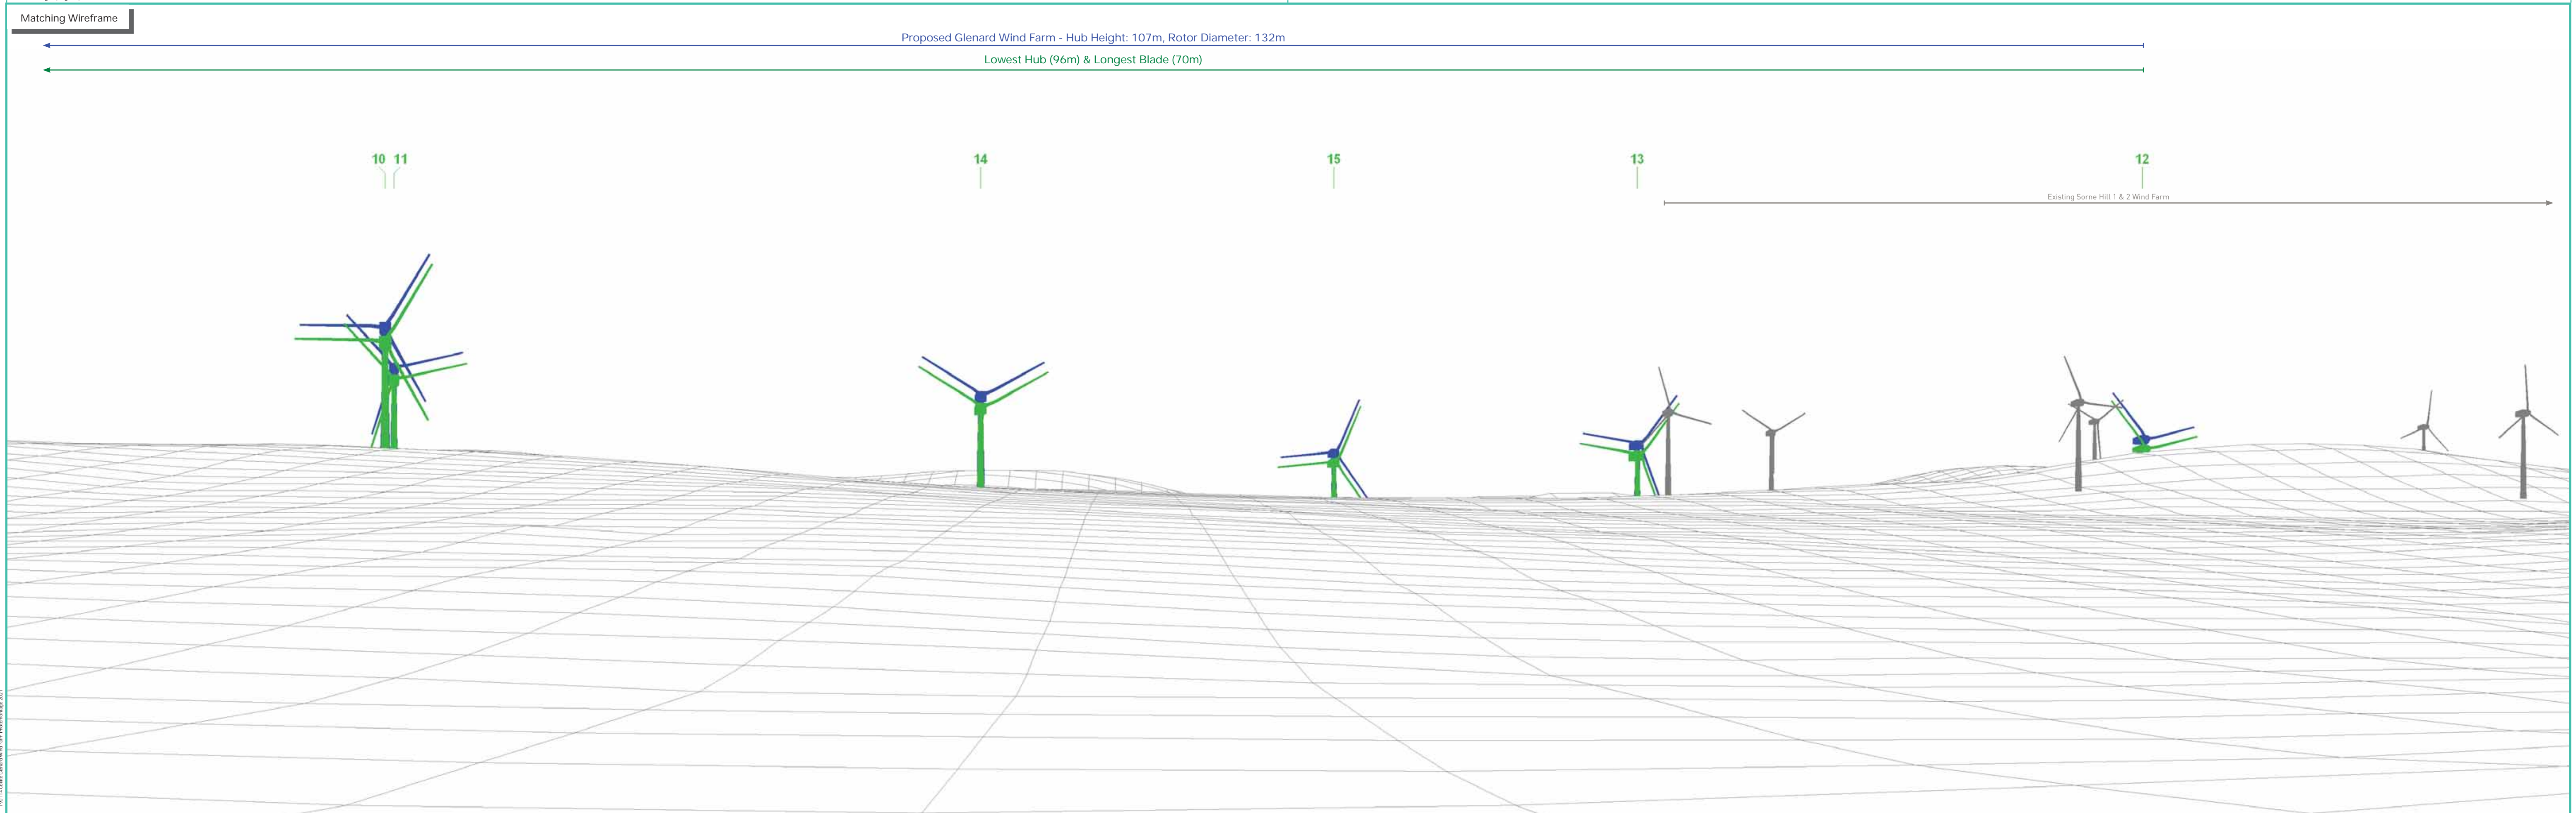 Matching Wireframe
Proposed Glenard Wind Farm - Hub Height: 107m, Rotor Diameter: 132m
Lowest Hub (96m) & Longest Blade (70m)
10 11 14 15 13 12
Existing Sorne Hill 1 & 2 Wind Farm